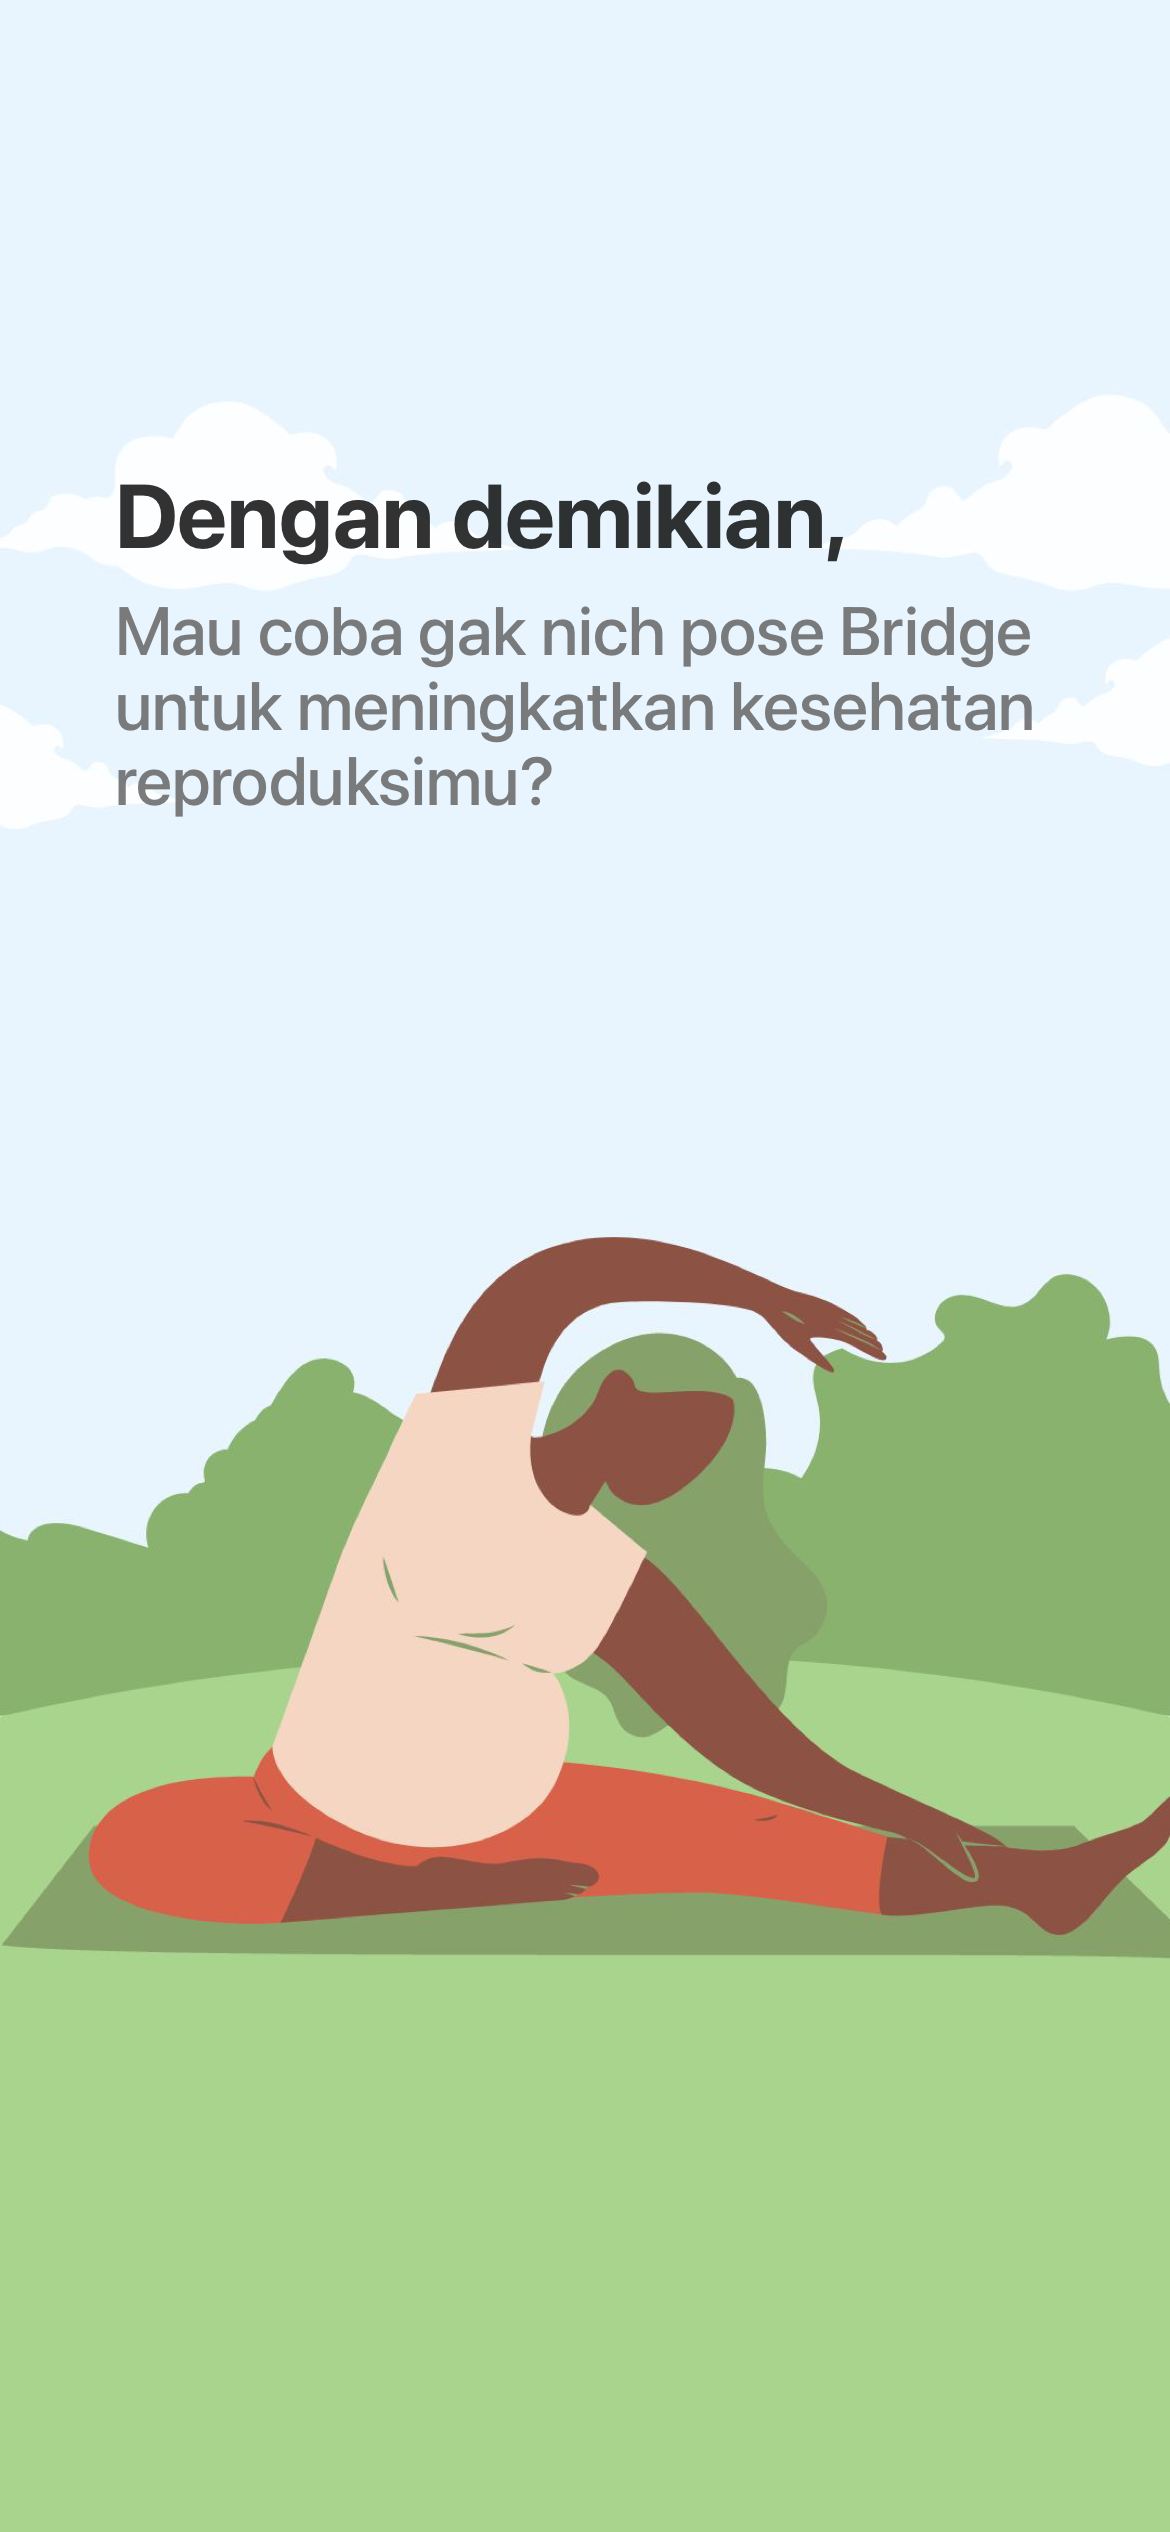 Dengan demikian,
Mau coba gak nich pose Bridge
untuk meningkatkan kesehatan
reproduksimu?